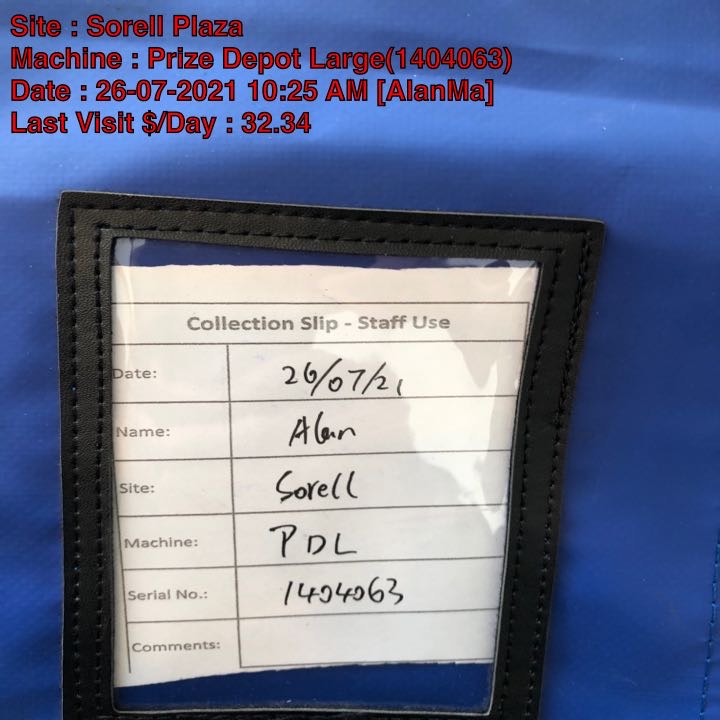 Site : Sorell Plaza
Machine : Prize Depot Large(1404063)
Date : 26-07-2021 10:25 AM [AlanMa]
Last Visit $/Day : 32.34
Collection Slip - Staff Use
Date: 26/07/21
Name: Alan
Site: Sorell
Machine: PDL
Serial No.: 1404063
Comments: